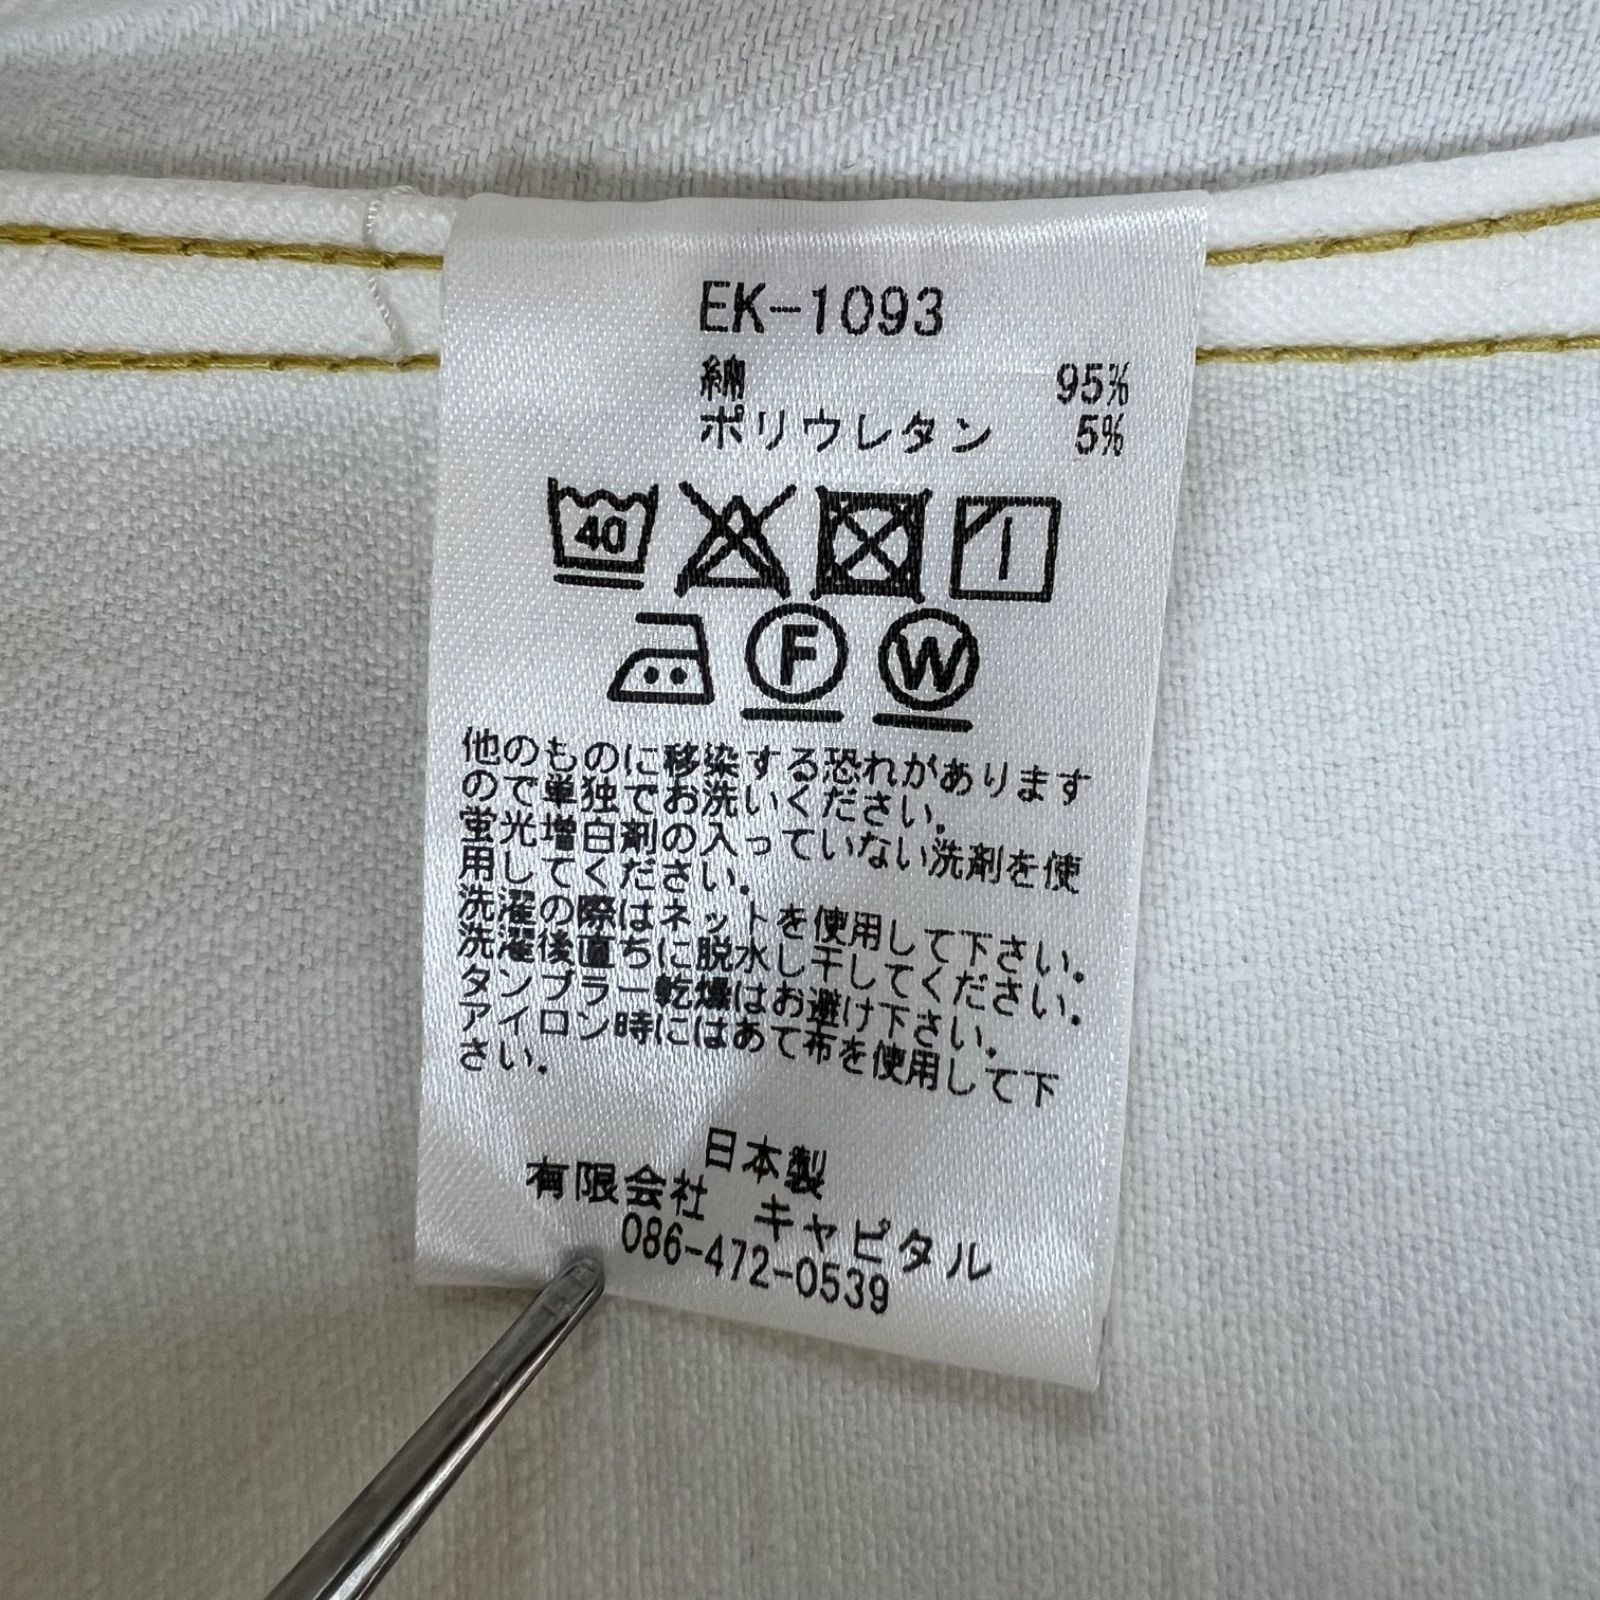 EK-1093
綿 95%
ポリウレタン 5%
40
F W
他のものに移染する恐れがあります
ので単独でお洗いください.
蛍光増白剤の入っていない洗剤を使
用してください.
洗濯の際はネットを使用して下さい.
洗濯後直ちに脱水し干してください.
タンブラー乾燥はお避け下さい.
アイロン時にはあて布を使用して下
さい.
日本製
有限会社 キャピタル
086-472-0539